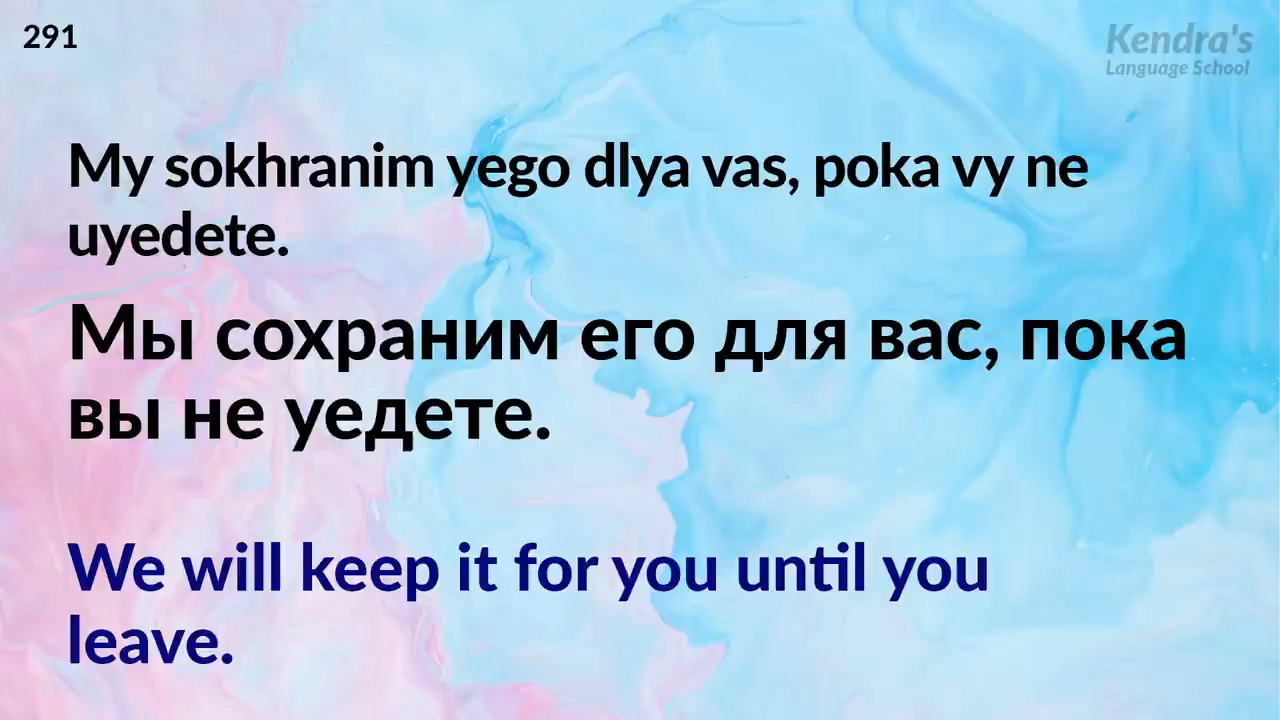 291
Kendra's
Language School
My sokhranim yego dlya vas, poka vy ne
uyedete.
Мы сохраним его для вас, пока
вы не уедете.
We will keep it for you until you
leave.